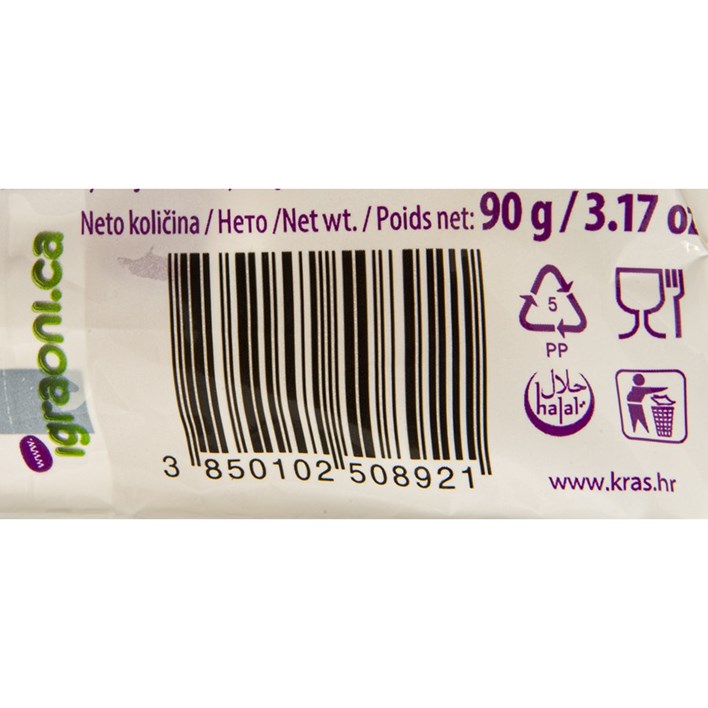 Neto količina / Нето /Net wt. / Poids net: 90 g / 3.17 oz
www.igraoni.ca
5
PP
حلال
halal
3 850102 508921
www.kras.hr